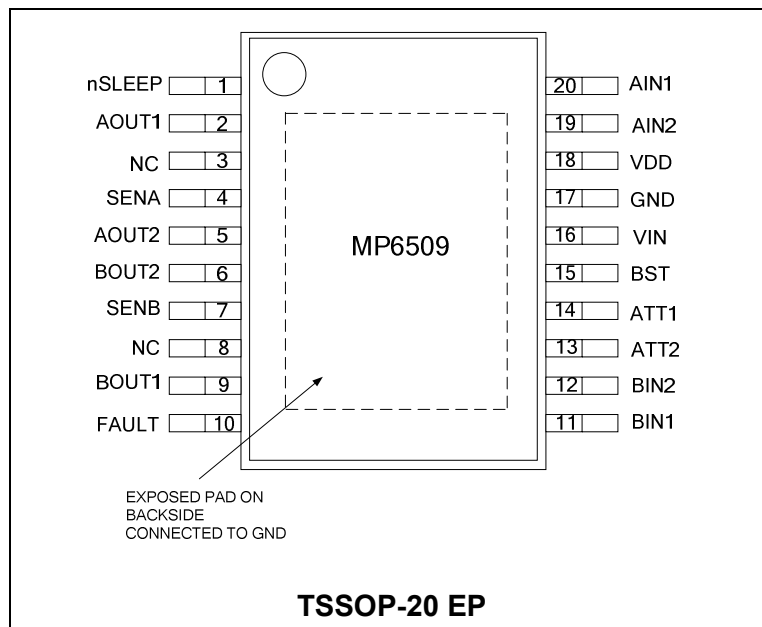 nSLEEP 1
AOUT1 2
NC 3
SENA 4
AOUT2 5
BOUT2 6
SENB 7
NC 8
BOUT1 9
FAULT 10
MP6509
20 AIN1
19 AIN2
18 VDD
17 GND
16 VIN
15 BST
14 ATT1
13 ATT2
12 BIN2
11 BIN1
EXPOSED PAD ON
BACKSIDE
CONNECTED TO GND
TSSOP-20 EP